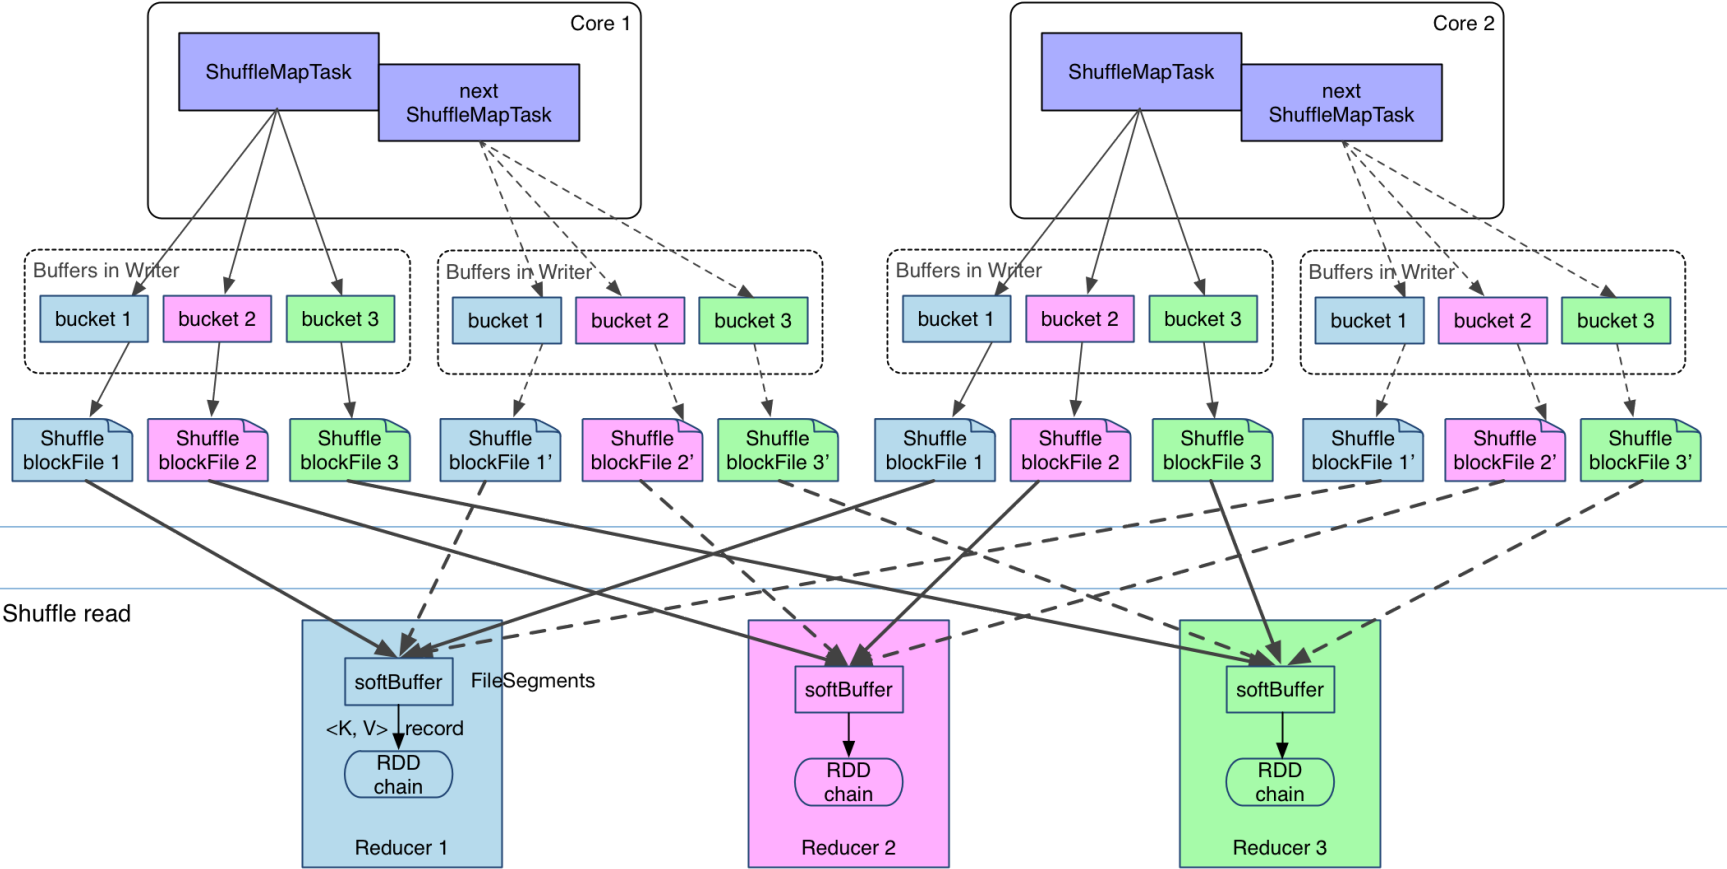 Core 1
Core 2
ShuffleMapTask
next
ShuffleMapTask
ShuffleMapTask
next
ShuffleMapTask
Buffers in Writer
Buffers in Writer
Buffers in Writer
Buffers in Writer
bucket 1
bucket 2
bucket 3
bucket 1
bucket 2
bucket 3
bucket 1
bucket 2
bucket 3
bucket 1
bucket 2
bucket 3
Shuffle
blockFile 1
Shuffle
blockFile 2
Shuffle
blockFile 3
Shuffle
blockFile 1’
Shuffle
blockFile 2’
Shuffle
blockFile 3’
Shuffle
blockFile 1
Shuffle
blockFile 2
Shuffle
blockFile 3
Shuffle
blockFile 1’
Shuffle
blockFile 2’
Shuffle
blockFile 3’
Shuffle read
softBuffer
FileSegments
<K, V> record
RDD
chain
Reducer 1
softBuffer
RDD
chain
Reducer 2
softBuffer
RDD
chain
Reducer 3